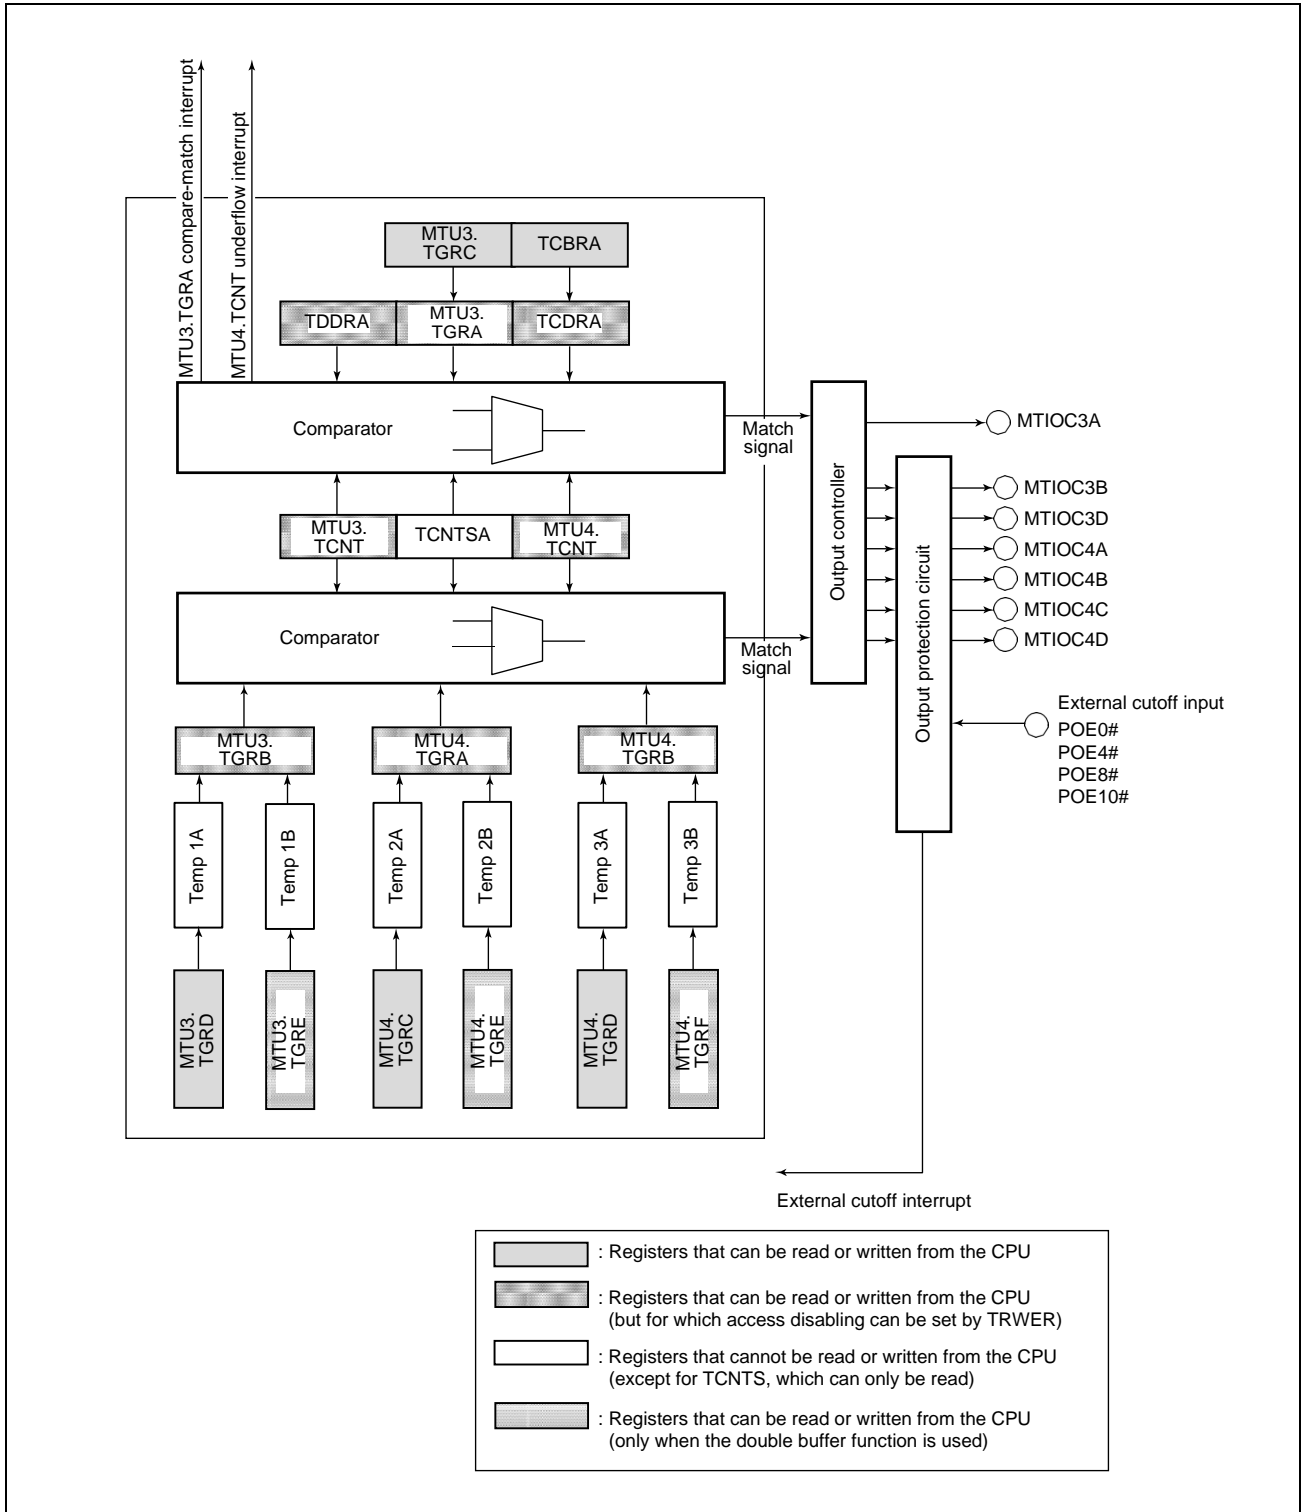 MTU3.TGRA compare-match interrupt
MTU4.TCNT underflow interrupt
MTU3.
TGRC
TCBRA
TDDRA
MTU3.
TGRA
TCDRA
Comparator
Match
signal
MTU3.
TCNT
TCNTSA
MTU4.
TCNT
Comparator
Match
signal
Output controller
Output protection circuit
MTIOC3A
MTIOC3B
MTIOC3D
MTIOC4A
MTIOC4B
MTIOC4C
MTIOC4D
External cutoff input
POE0#
POE4#
POE8#
POE10#
MTU3.
TGRB
MTU4.
TGRA
MTU4.
TGRB
Temp 1A
Temp 1B
Temp 2A
Temp 2B
Temp 3A
Temp 3B
MTU3.
TGRD
MTU3.
TGRE
MTU4.
TGRC
MTU4.
TGRE
MTU4.
TGRD
MTU4.
TGRF
External cutoff interrupt
: Registers that can be read or written from the CPU
: Registers that can be read or written from the CPU
(but for which access disabling can be set by TRWER)
: Registers that cannot be read or written from the CPU
(except for TCNTS, which can only be read)
: Registers that can be read or written from the CPU
(only when the double buffer function is used)